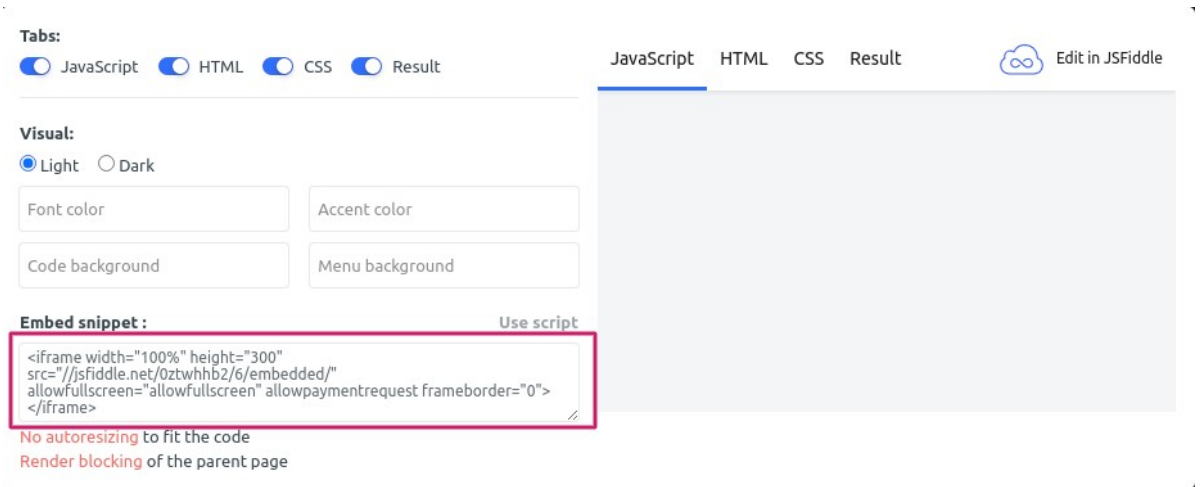 Tabs:
JavaScript HTML CSS Result
Visual:
Light Dark
Font color Accent color
Code background Menu background
Embed snippet : Use script
<iframe width="100%" height="300"
src="//jsfiddle.net/0ztwhhb2/6/embedded/"
allowfullscreen="allowfullscreen" allowpaymentrequest frameborder="0">
</iframe>
No autoresizing to fit the code
Render blocking of the parent page
JavaScript HTML CSS Result Edit in JSFiddle